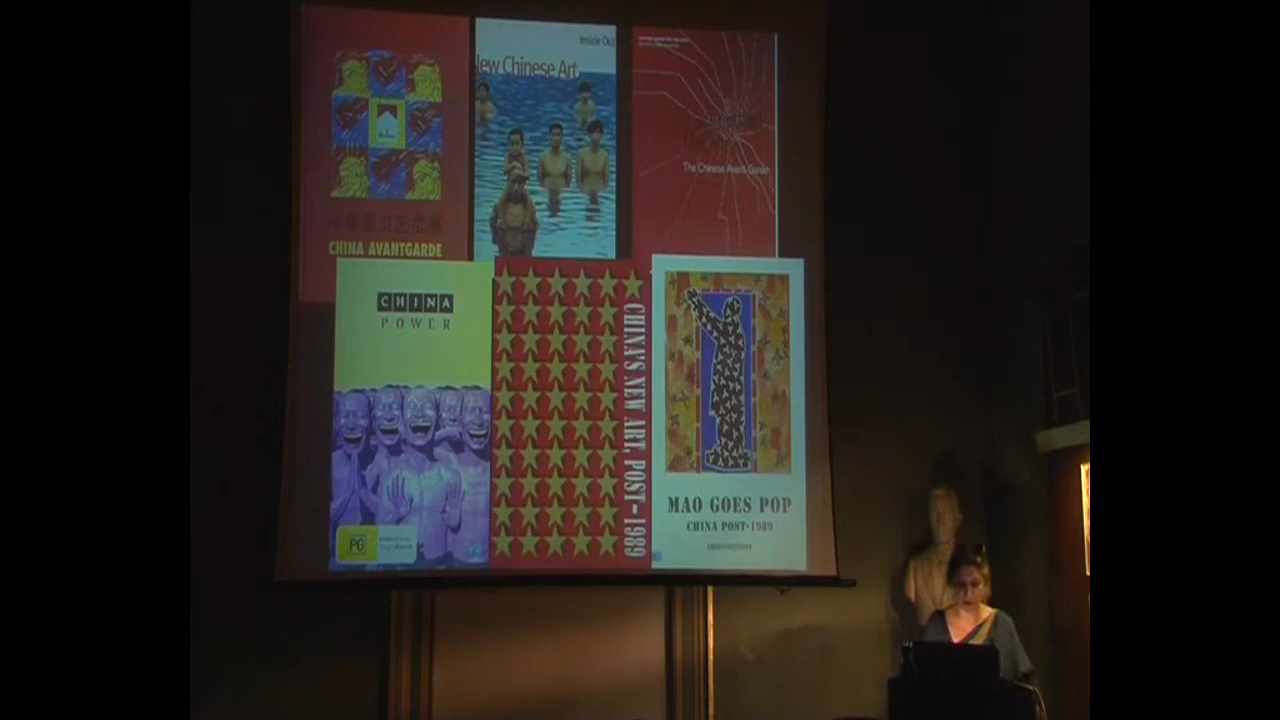 Inside Out
New Chinese Art
The Chinese Avant-Garde
CHINA AVANTGARDE
CHINA
POWER
PG
CHINA'S NEW ART, POST-1989
MAO GOES POP
CHINA POST-1989